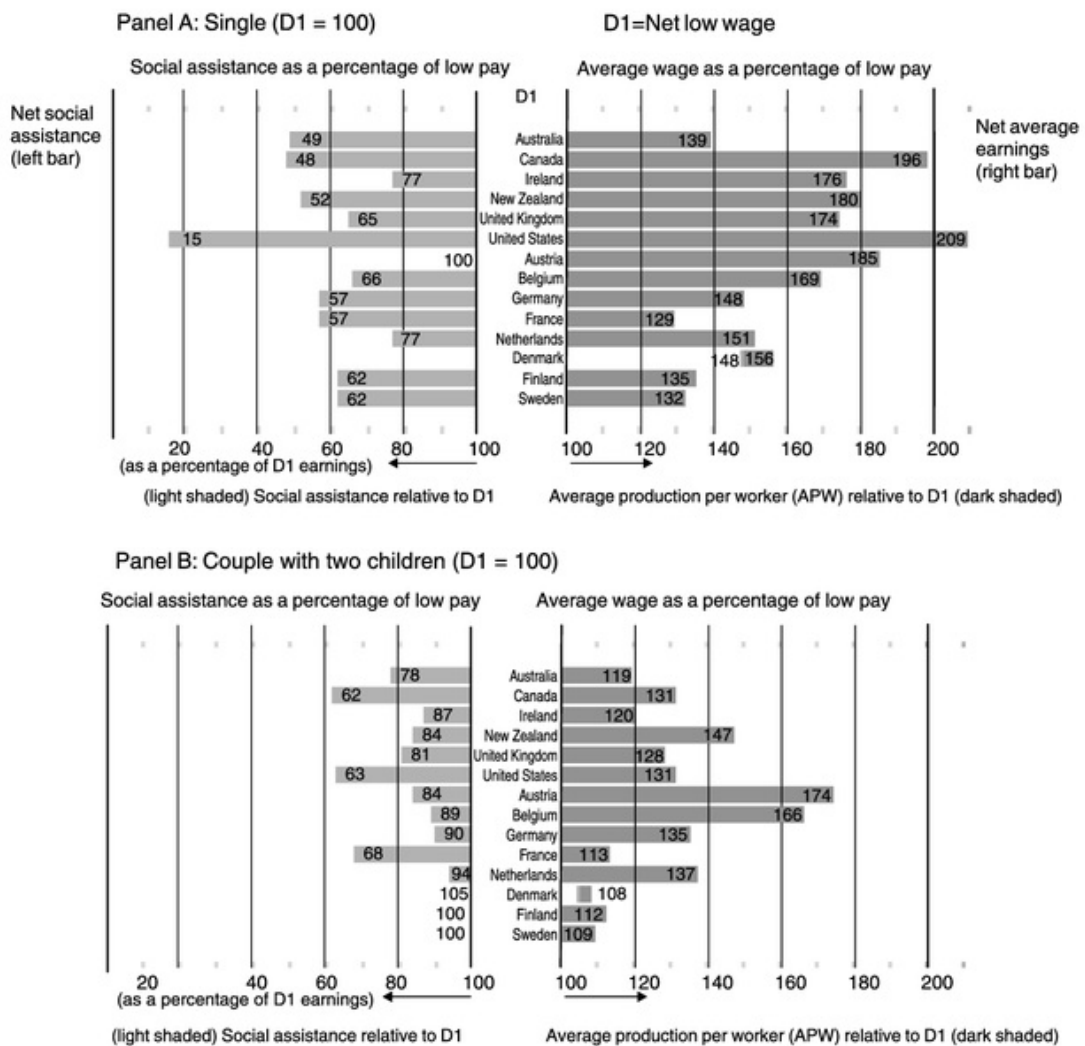 Panel A: Single (D1 = 100)
D1=Net low wage
Social assistance as a percentage of low pay
Average wage as a percentage of low pay
Net social
assistance
(left bar)
D1
Net average
earnings
(right bar)
49 Australia 139
48 Canada 196
77 Ireland 176
52 New Zealand 180
65 United Kingdom 174
15 United States 209
100 Austria 185
66 Belgium 169
57 Germany 148
57 France 129
77 Netherlands 151
Denmark 148 156
62 Finland 135
62 Sweden 132
20 40 60 80 100 100 120 140 160 180 200
(as a percentage of D1 earnings)
(light shaded) Social assistance relative to D1
Average production per worker (APW) relative to D1 (dark shaded)
Panel B: Couple with two children (D1 = 100)
Social assistance as a percentage of low pay
Average wage as a percentage of low pay
78 Australia 119
62 Canada 131
87 Ireland 120
84 New Zealand 147
81 United Kingdom 128
63 United States 131
84 Austria 174
89 Belgium 166
90 Germany 135
68 France 113
94 Netherlands 137
105 Denmark 108
100 Finland 112
100 Sweden 109
20 40 60 80 100 100 120 140 160 180 200
(as a percentage of D1 earnings)
(light shaded) Social assistance relative to D1
Average production per worker (APW) relative to D1 (dark shaded)